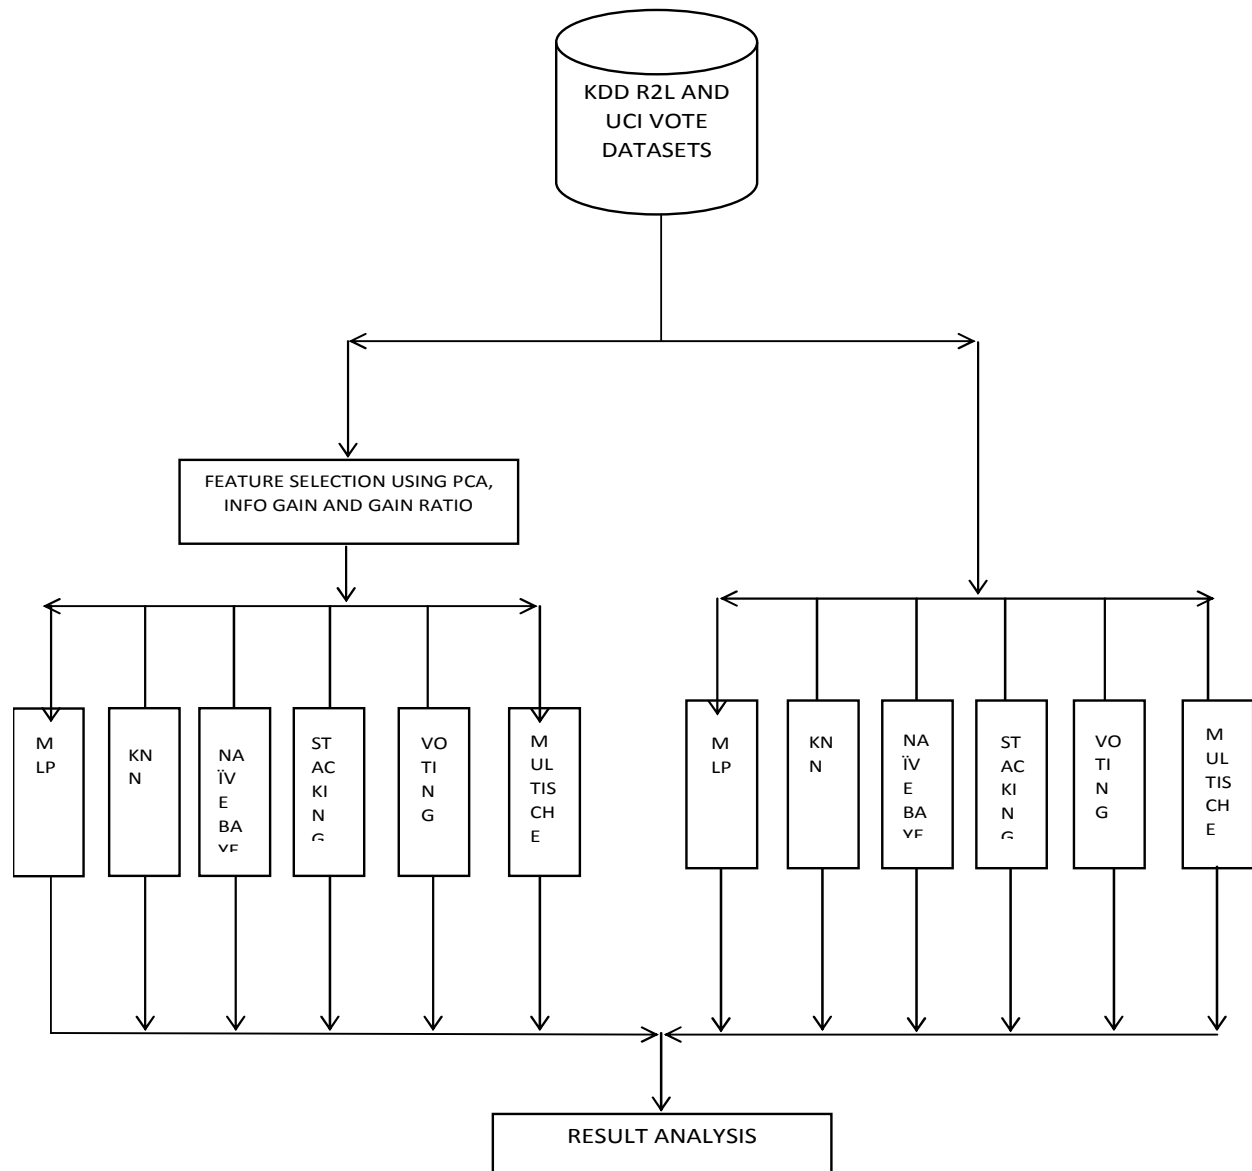 KDD R2L AND
UCI VOTE
DATASETS
FEATURE SELECTION USING PCA,
INFO GAIN AND GAIN RATIO
M
LP
KN
N
NA
ÏV
E
BA
YE
ST
AC
KI
N
G
VO
TI
N
G
M
UL
TIS
CH
E
M
LP
KN
N
NA
ÏV
E
BA
YE
ST
AC
KI
N
G
VO
TI
N
G
M
UL
TIS
CH
E
RESULT ANALYSIS